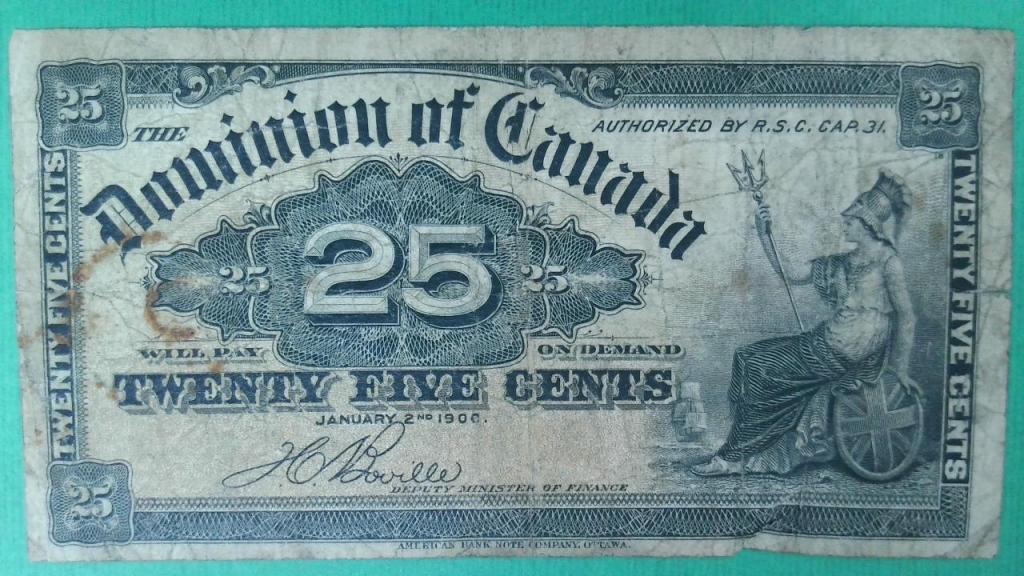 25
25
THE
Dominion of Canada
AUTHORIZED BY R.S.C. CAP. 31.
TWENTY FIVE CENTS
25
25
25
TWENTY FIVE CENTS
WILL PAY
ON DEMAND
TWENTY FIVE CENTS
JANUARY 2ND 1900.
H C Boville
DEPUTY MINISTER OF FINANCE
25
AMERICAN BANK NOTE COMPANY, OTTAWA.